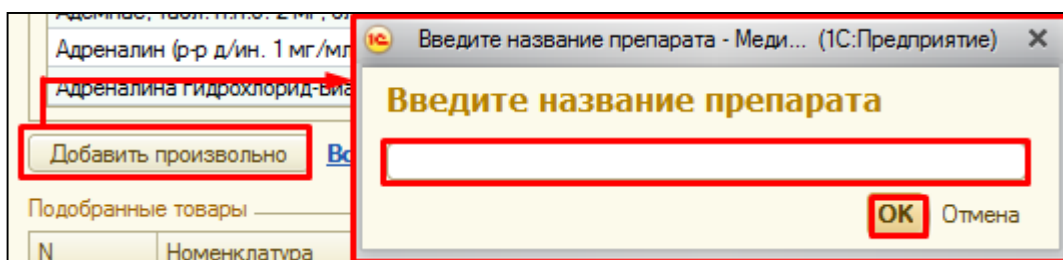 Адреналин (р-р д/ин. 1 мг/мл
Адреналина гидрохлорид-Виа
Добавить произвольно
Подобранные товары
N Номенклатура
1С Введите название препарата - Меди... (1С:Предприятие)
Введите название препарата
ОК Отмена